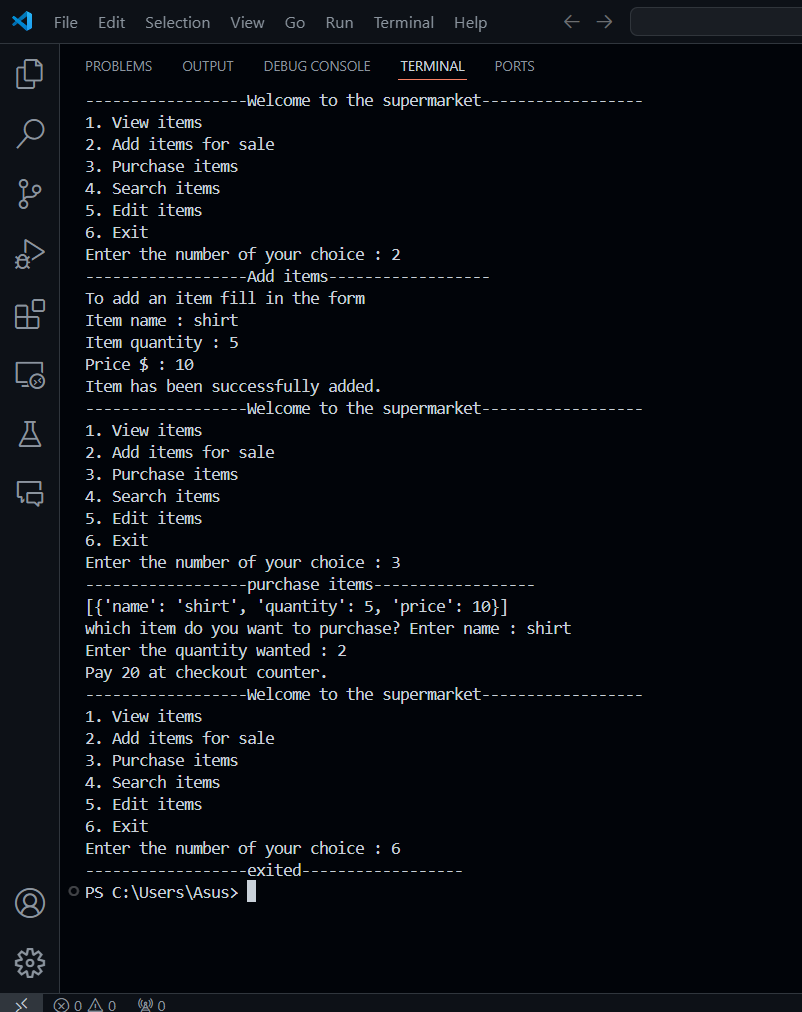 File Edit Selection View Go Run Terminal Help
PROBLEMS OUTPUT DEBUG CONSOLE TERMINAL PORTS
------------------Welcome to the supermarket------------------
1. View items
2. Add items for sale
3. Purchase items
4. Search items
5. Edit items
6. Exit
Enter the number of your choice : 2
------------------Add items------------------
To add an item fill in the form
Item name : shirt
Item quantity : 5
Price $ : 10
Item has been successfully added.
------------------Welcome to the supermarket------------------
1. View items
2. Add items for sale
3. Purchase items
4. Search items
5. Edit items
6. Exit
Enter the number of your choice : 3
------------------purchase items------------------
[{'name': 'shirt', 'quantity': 5, 'price': 10}]
which item do you want to purchase? Enter name : shirt
Enter the quantity wanted : 2
Pay 20 at checkout counter.
------------------Welcome to the supermarket------------------
1. View items
2. Add items for sale
3. Purchase items
4. Search items
5. Edit items
6. Exit
Enter the number of your choice : 6
------------------exited------------------
PS C:\Users\Asus>
0 0 0